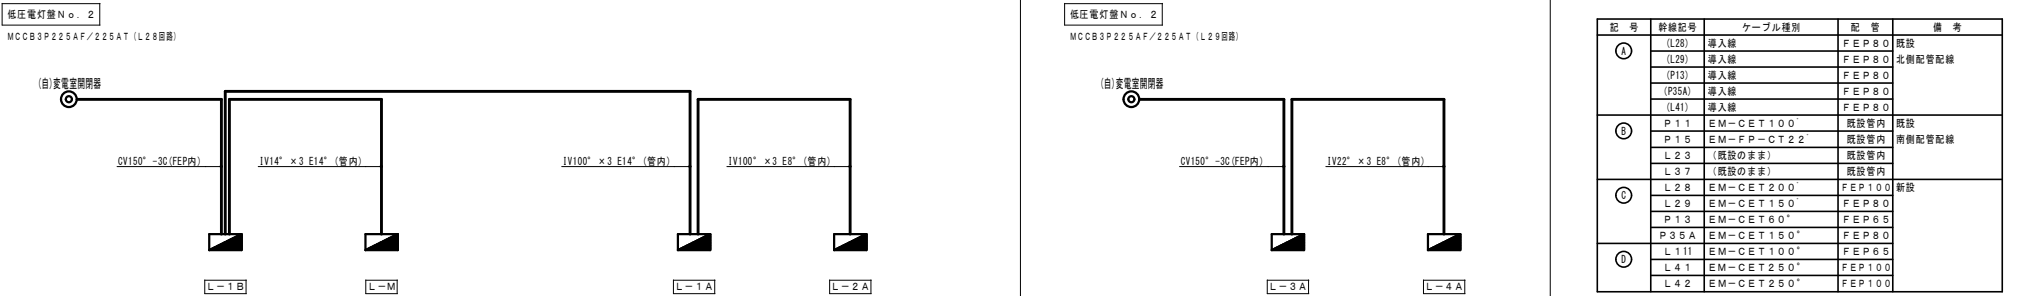 低圧電灯盤No. 2
MCCB3P225AF/225AT(L28回路)
(自)変電室開閉器
CV150°-3C(FEP内)
IV14°×3 E14°(管内)
IV100°×3 E14°(管内)
IV100°×3 E8°(管内)
L-1B
L-M
L-1A
L-2A
低圧電灯盤No. 2
MCCB3P225AF/225AT(L29回路)
(自)変電室開閉器
CV150°-3C(FEP内)
IV22°×3 E8°(管内)
L-3A
L-4A
記 号 幹線記号 ケーブル種別 配 管 備 考
A (L28) 導入線 FEP80 既設
(L29) 導入線 FEP80 北側配管配線
(P13) 導入線 FEP80
(P35A) 導入線 FEP80
(L41) 導入線 FEP80
B P11 EM-CET100° 既設管内 既設
P15 EM-FP-CT22° 既設管内 南側配管配線
L23 (既設のまま) 既設管内
L37 (既設のまま) 既設管内
C L28 EM-CET200° FEP100 新設
L29 EM-CET150° FEP80
P13 EM-CET60° FEP65
P35A EM-CET150° FEP80
D L111 EM-CET100° FEP65
L41 EM-CET250° FEP100
L42 EM-CET250° FEP100